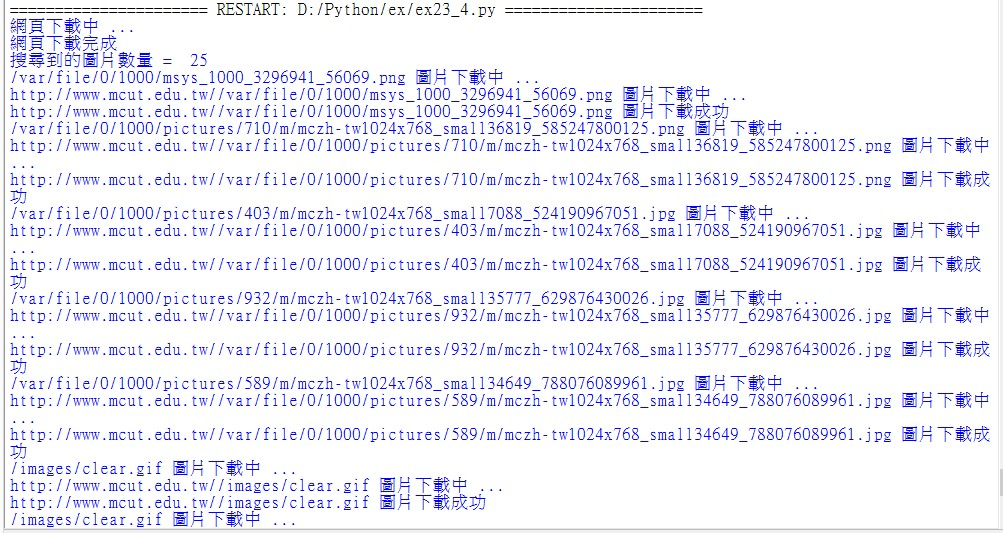 ====================== RESTART: D:/Python/ex/ex23_4.py ======================
網頁下載中 ...
網頁下載完成
搜尋到的圖片數量 =  25
/var/file/0/1000/msys_1000_3296941_56069.png 圖片下載中 ...
http://www.mcut.edu.tw//var/file/0/1000/msys_1000_3296941_56069.png 圖片下載中 ...
http://www.mcut.edu.tw//var/file/0/1000/msys_1000_3296941_56069.png 圖片下載成功
/var/file/0/1000/pictures/710/m/mczh-tw1024x768_small36819_585247800125.png 圖片下載中 ...
http://www.mcut.edu.tw//var/file/0/1000/pictures/710/m/mczh-tw1024x768_small36819_585247800125.png 圖片下載中
...
http://www.mcut.edu.tw//var/file/0/1000/pictures/710/m/mczh-tw1024x768_small36819_585247800125.png 圖片下載成
功
/var/file/0/1000/pictures/403/m/mczh-tw1024x768_small7088_524190967051.jpg 圖片下載中 ...
http://www.mcut.edu.tw//var/file/0/1000/pictures/403/m/mczh-tw1024x768_small7088_524190967051.jpg 圖片下載中
...
http://www.mcut.edu.tw//var/file/0/1000/pictures/403/m/mczh-tw1024x768_small7088_524190967051.jpg 圖片下載成
功
/var/file/0/1000/pictures/932/m/mczh-tw1024x768_small35777_629876430026.jpg 圖片下載中 ...
http://www.mcut.edu.tw//var/file/0/1000/pictures/932/m/mczh-tw1024x768_small35777_629876430026.jpg 圖片下載中
...
http://www.mcut.edu.tw//var/file/0/1000/pictures/932/m/mczh-tw1024x768_small35777_629876430026.jpg 圖片下載成
功
/var/file/0/1000/pictures/589/m/mczh-tw1024x768_small34649_788076089961.jpg 圖片下載中 ...
http://www.mcut.edu.tw//var/file/0/1000/pictures/589/m/mczh-tw1024x768_small34649_788076089961.jpg 圖片下載中
...
http://www.mcut.edu.tw//var/file/0/1000/pictures/589/m/mczh-tw1024x768_small34649_788076089961.jpg 圖片下載成
功
/images/clear.gif 圖片下載中 ...
http://www.mcut.edu.tw//images/clear.gif 圖片下載中 ...
http://www.mcut.edu.tw//images/clear.gif 圖片下載成功
/images/clear.gif 圖片下載中 ...